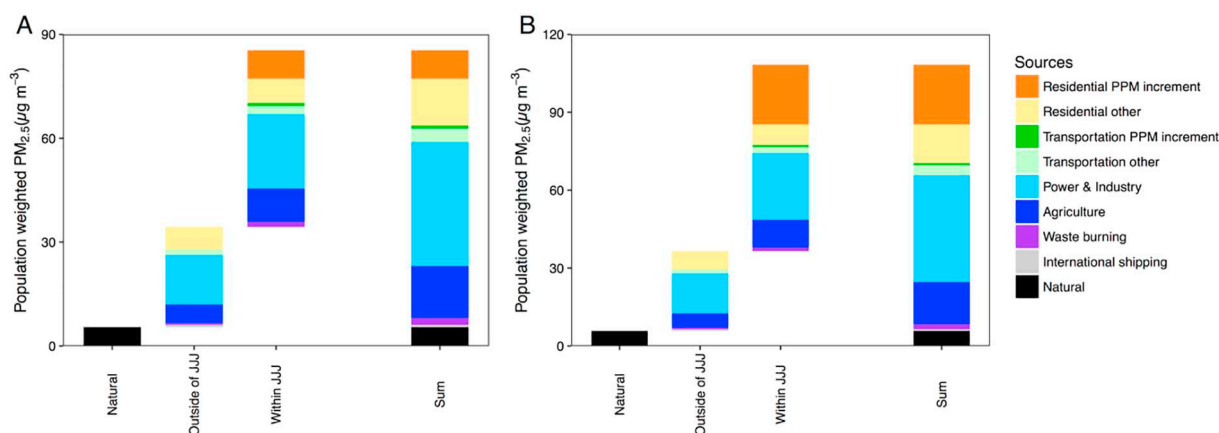 A
Population weighted PM2.5(µg m−3)
90
60
30
0
Natural
Outside of JJJ
Within JJJ
Sum
B
Population weighted PM2.5(µg m−3)
120
90
60
30
0
Natural
Outside of JJJ
Within JJJ
Sum
Sources
Residential PPM increment
Residential other
Transportation PPM increment
Transportation other
Power & Industry
Agriculture
Waste burning
International shipping
Natural